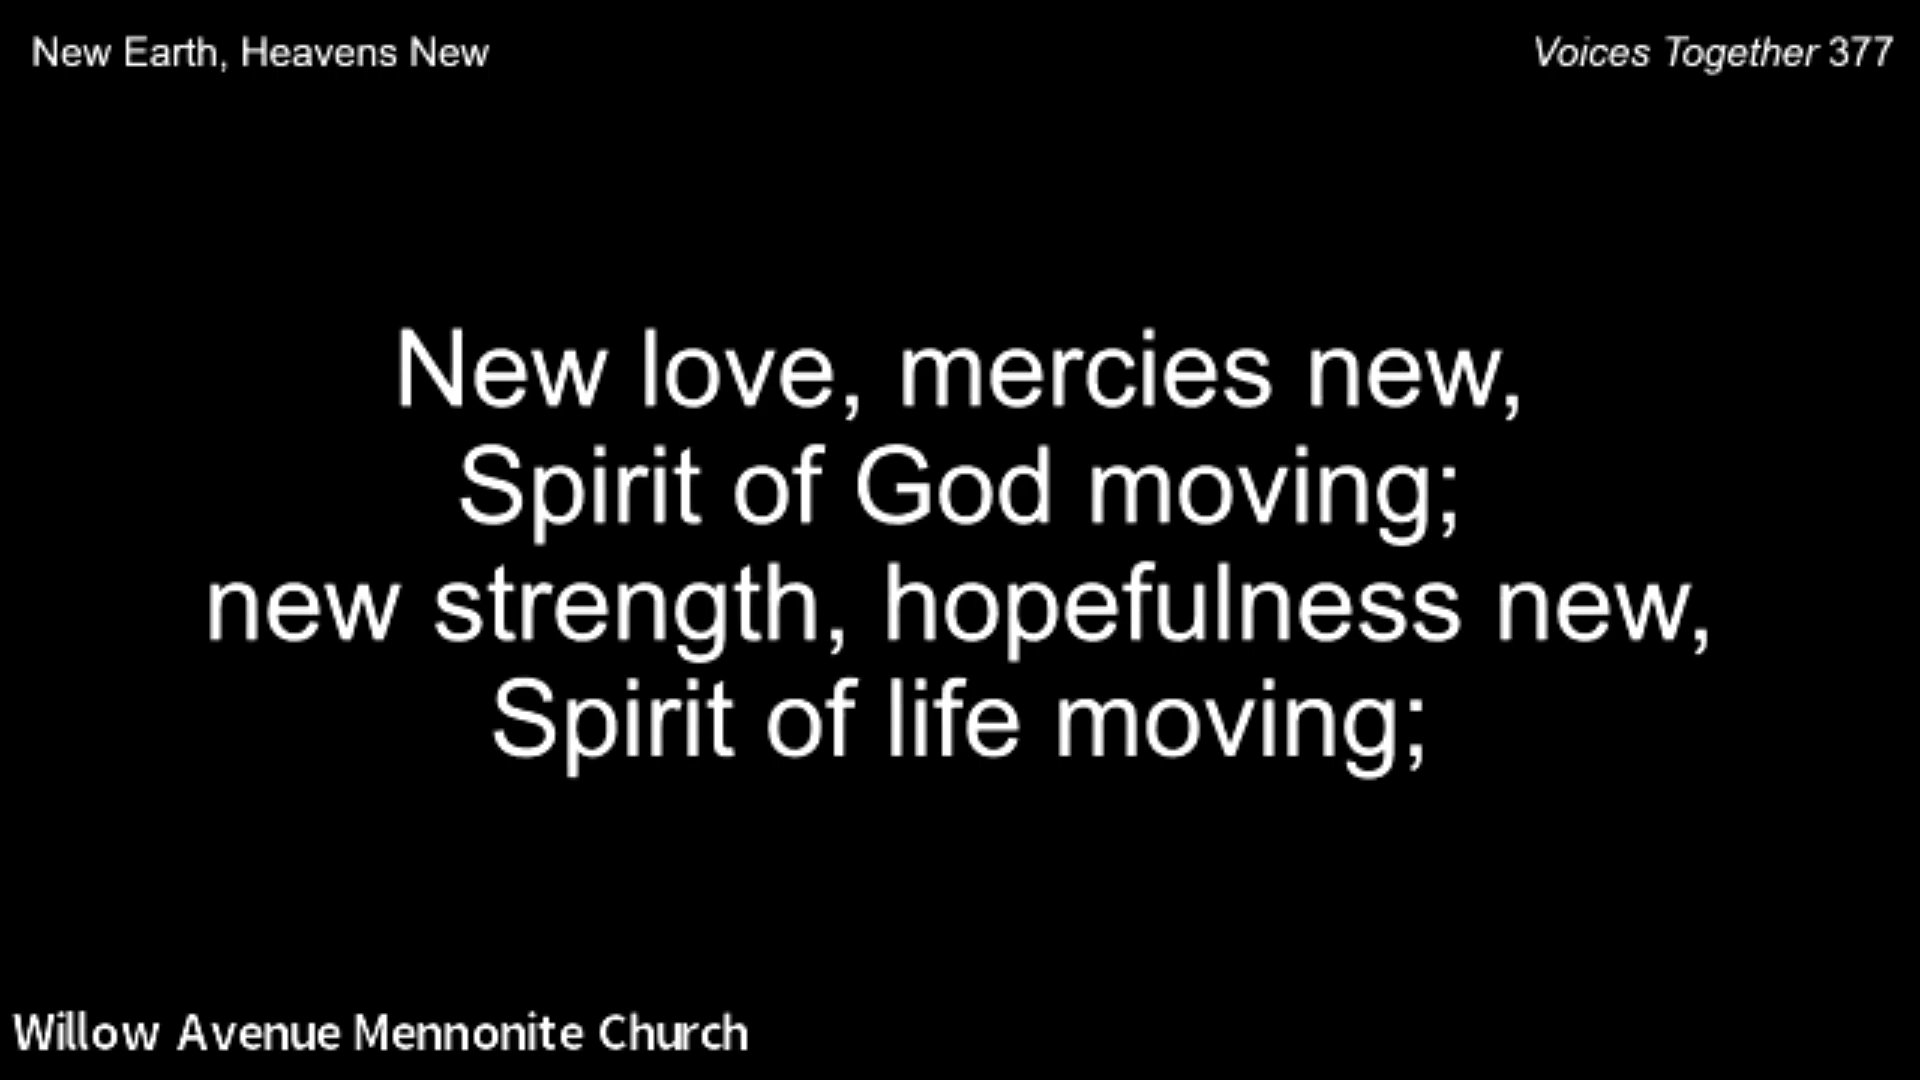 New Earth, Heavens New
Voices Together 377
New love, mercies new,
Spirit of God moving;
new strength, hopefulness new,
Spirit of life moving;
Willow Avenue Mennonite Church